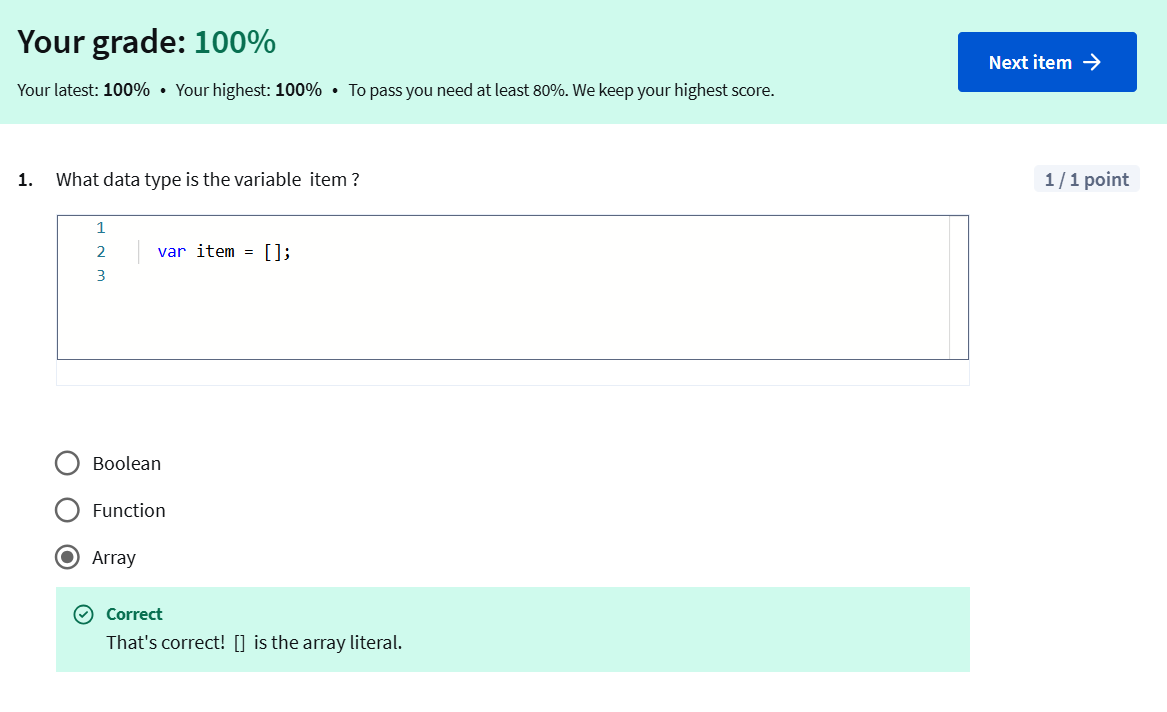 Your grade: 100%
Next item →
Your latest: 100% • Your highest: 100% • To pass you need at least 80%. We keep your highest score.
1. What data type is the variable item ?
1 / 1 point
1
2 var item = [];
3
Boolean
Function
Array
Correct
That's correct! [] is the array literal.